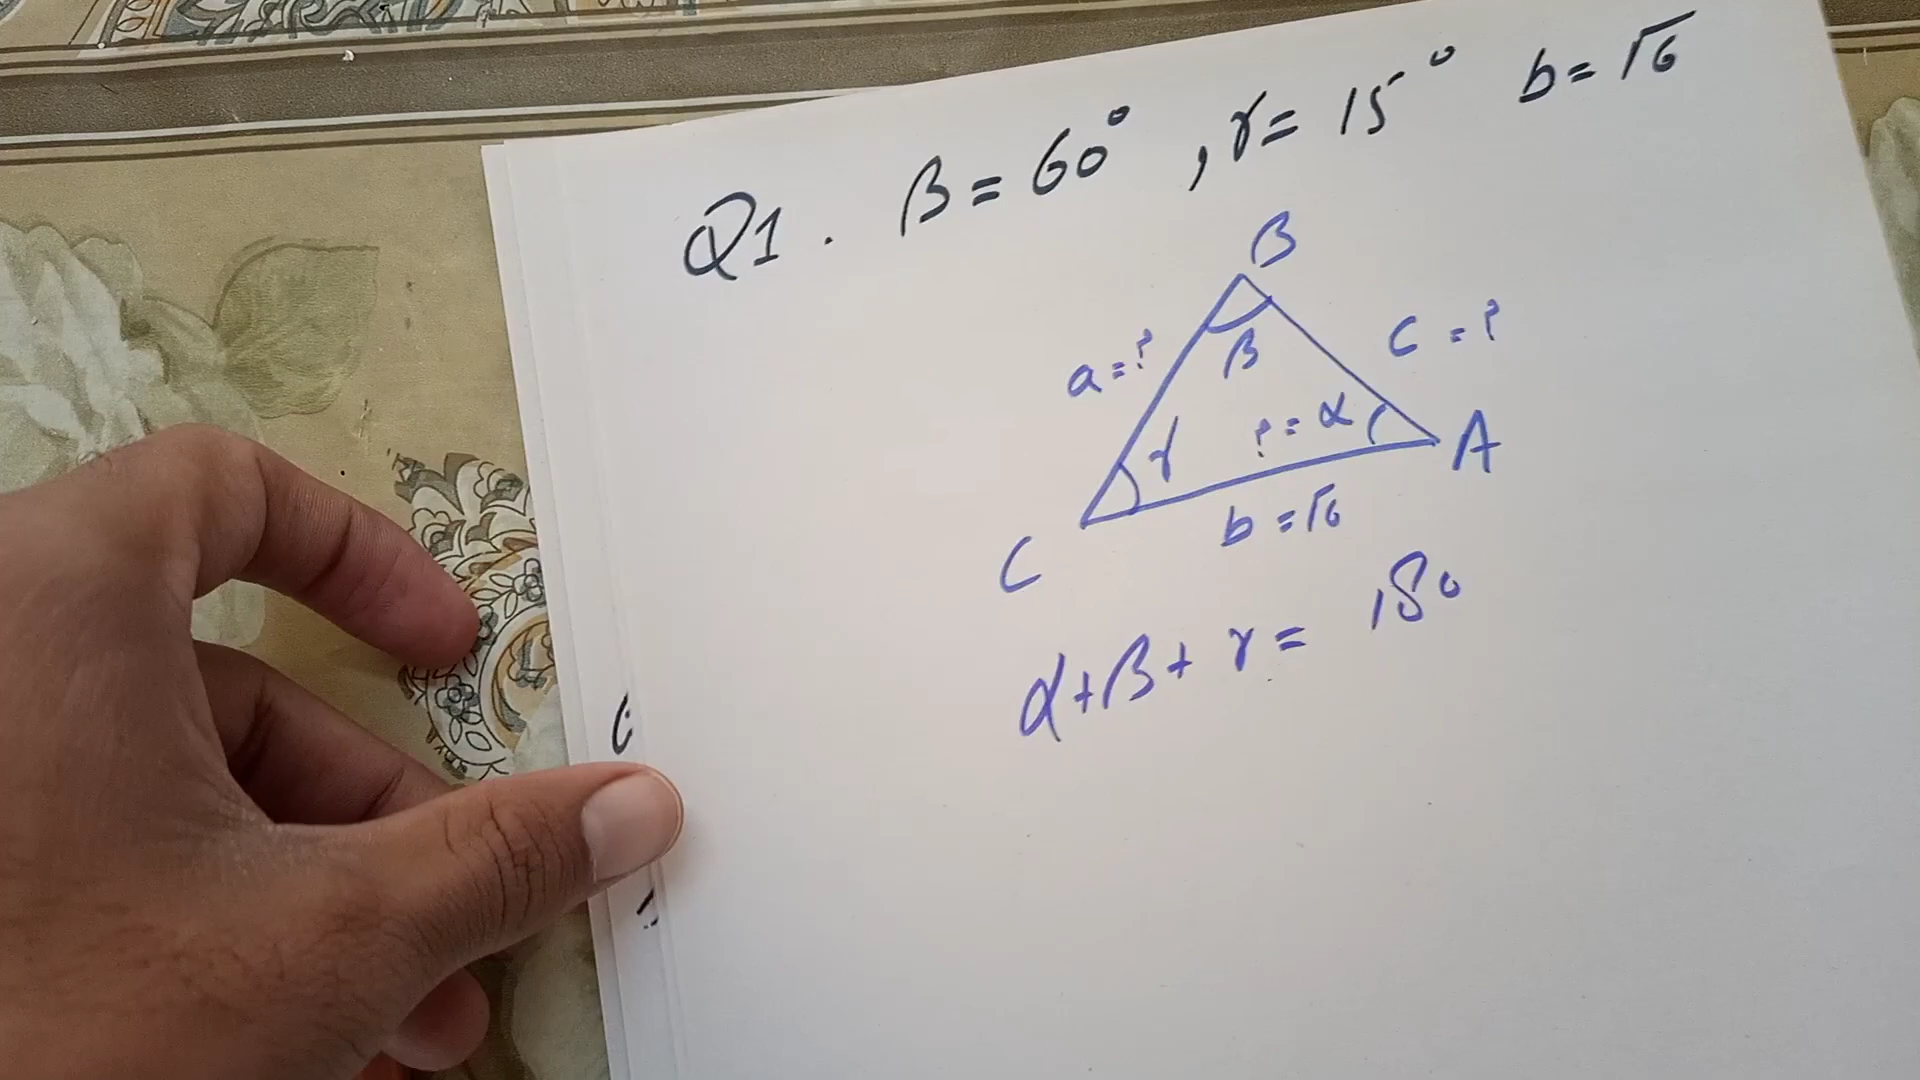 Q1. β = 60°, γ = 15° b = √6
B
a = ?
β
c = ?
γ
? = α
A
b = √6
C
α + β + γ = 180